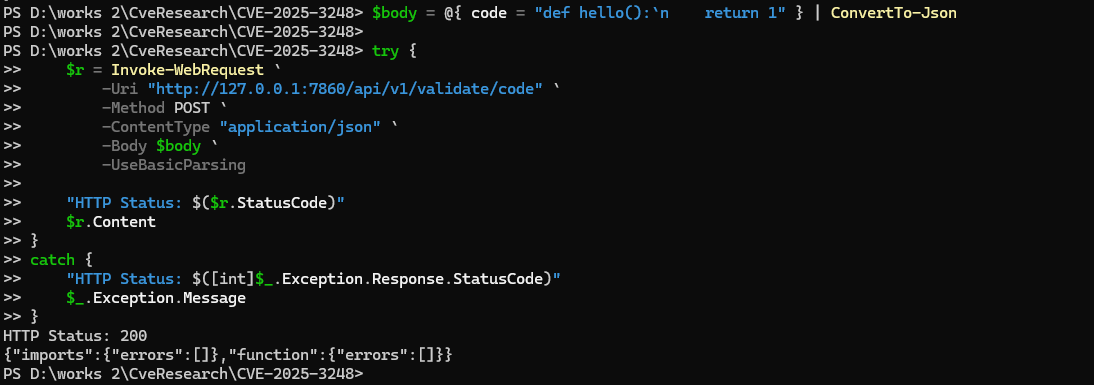 PS D:\works 2\CveResearch\CVE-2025-3248> $body = @{ code = "def hello():`n    return 1" } | ConvertTo-Json
PS D:\works 2\CveResearch\CVE-2025-3248>
PS D:\works 2\CveResearch\CVE-2025-3248> try {
>>     $r = Invoke-WebRequest `
>>         -Uri "http://127.0.0.1:7860/api/v1/validate/code" `
>>         -Method POST `
>>         -ContentType "application/json" `
>>         -Body $body `
>>         -UseBasicParsing
>>
>>     "HTTP Status: $($r.StatusCode)"
>>     $r.Content
>> }
>> catch {
>>     "HTTP Status: $([int]$_.Exception.Response.StatusCode)"
>>     $_.Exception.Message
>> }
HTTP Status: 200
{"imports":{"errors":[]},"function":{"errors":[]}}
PS D:\works 2\CveResearch\CVE-2025-3248>